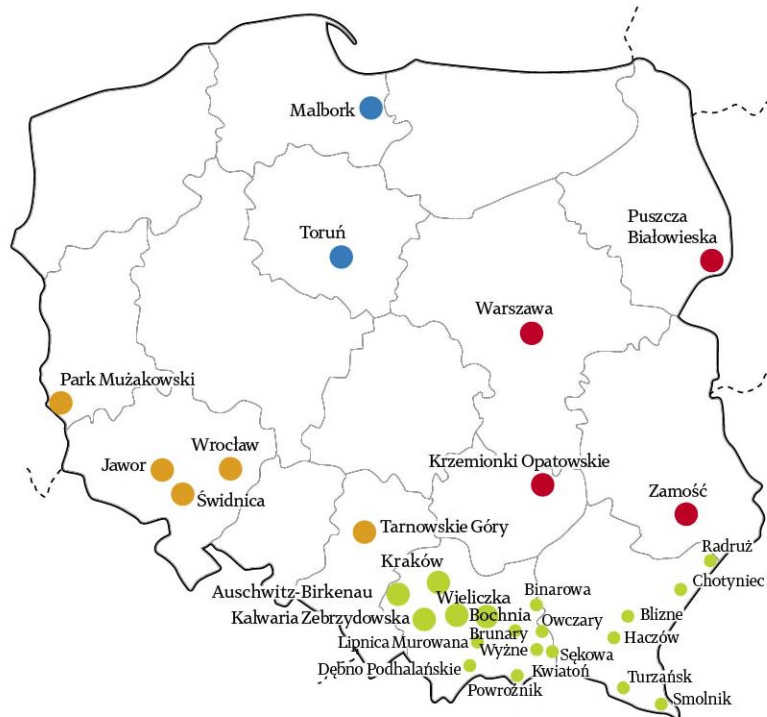 Malbork
Toruń
Puszcza
Białowieska
Warszawa
Park Mużakowski
Wrocław
Jawor
Świdnica
Krzemionki Opatowskie
Zamość
Tarnowskie Góry
Kraków
Radruż
Chotyniec
Auschwitz-Birkenau
Wieliczka
Binarowa
Kalwaria Zebrzydowska
Bochnia
Owczary
Blizne
Lipnica Murowana
Brunary
Wyżne
Haczów
Sękowa
Dębno Podhalańskie
Kwiatoń
Powroźnik
Turzańsk
Smolnik